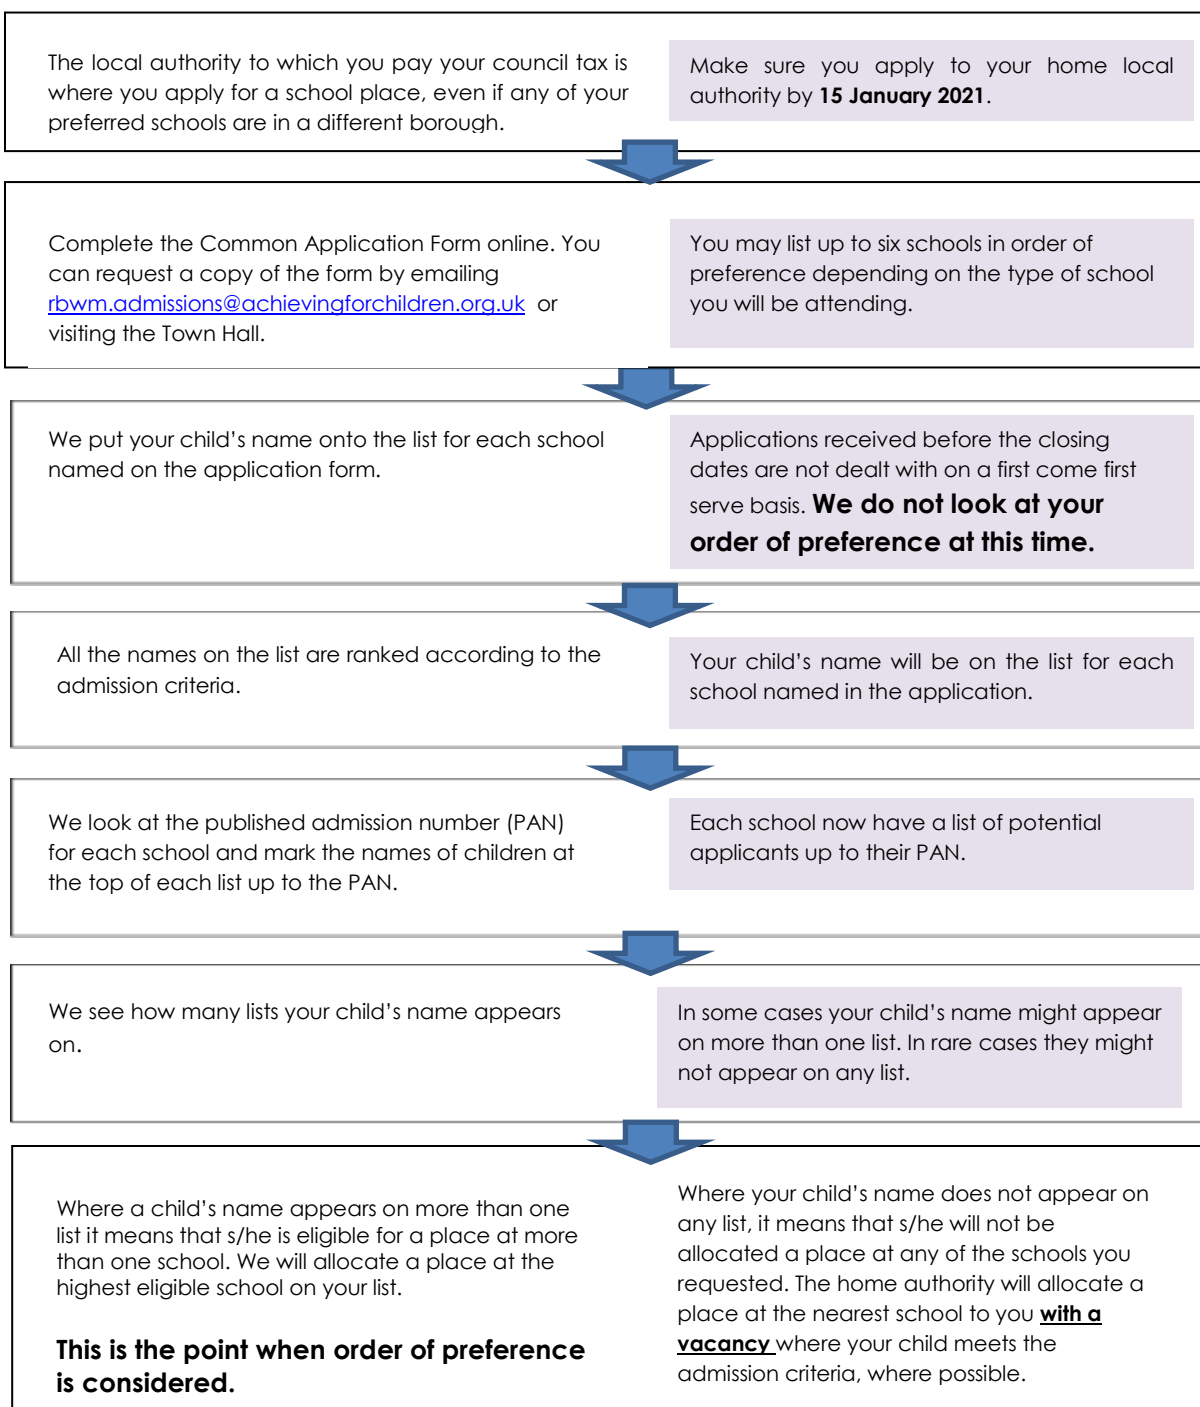 The local authority to which you pay your council tax is
where you apply for a school place, even if any of your
preferred schools are in a different borough.
Make sure you apply to your home local
authority by 15 January 2021.
Complete the Common Application Form online. You
can request a copy of the form by emailing
rbwm.admissions@achievingforchildren.org.uk or
visiting the Town Hall.
You may list up to six schools in order of
preference depending on the type of school
you will be attending.
We put your child’s name onto the list for each school
named on the application form.
Applications received before the closing
dates are not dealt with on a first come first
serve basis. We do not look at your
order of preference at this time.
All the names on the list are ranked according to the
admission criteria.
Your child’s name will be on the list for each
school named in the application.
We look at the published admission number (PAN)
for each school and mark the names of children at
the top of each list up to the PAN.
Each school now have a list of potential
applicants up to their PAN.
We see how many lists your child’s name appears
on.
In some cases your child’s name might appear
on more than one list. In rare cases they might
not appear on any list.
Where a child’s name appears on more than one
list it means that s/he is eligible for a place at more
than one school. We will allocate a place at the
highest eligible school on your list.
This is the point when order of preference
is considered.
Where your child’s name does not appear on
any list, it means that s/he will not be
allocated a place at any of the schools you
requested. The home authority will allocate a
place at the nearest school to you with a
vacancy where your child meets the
admission criteria, where possible.